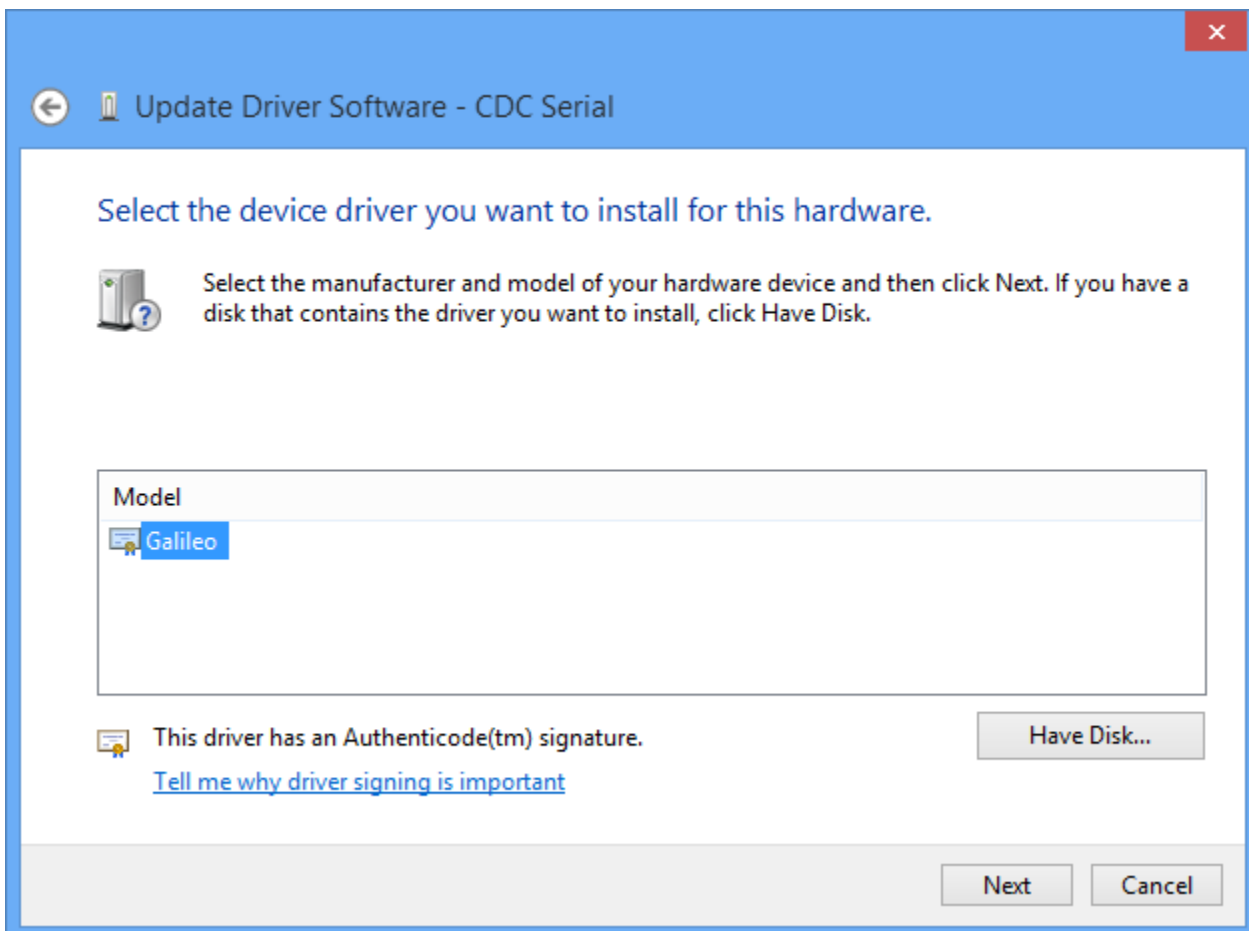 Update Driver Software - CDC Serial
Select the device driver you want to install for this hardware.
Select the manufacturer and model of your hardware device and then click Next. If you have a
disk that contains the driver you want to install, click Have Disk.
Model
Galileo
This driver has an Authenticode(tm) signature.
Have Disk...
Tell me why driver signing is important
Next
Cancel